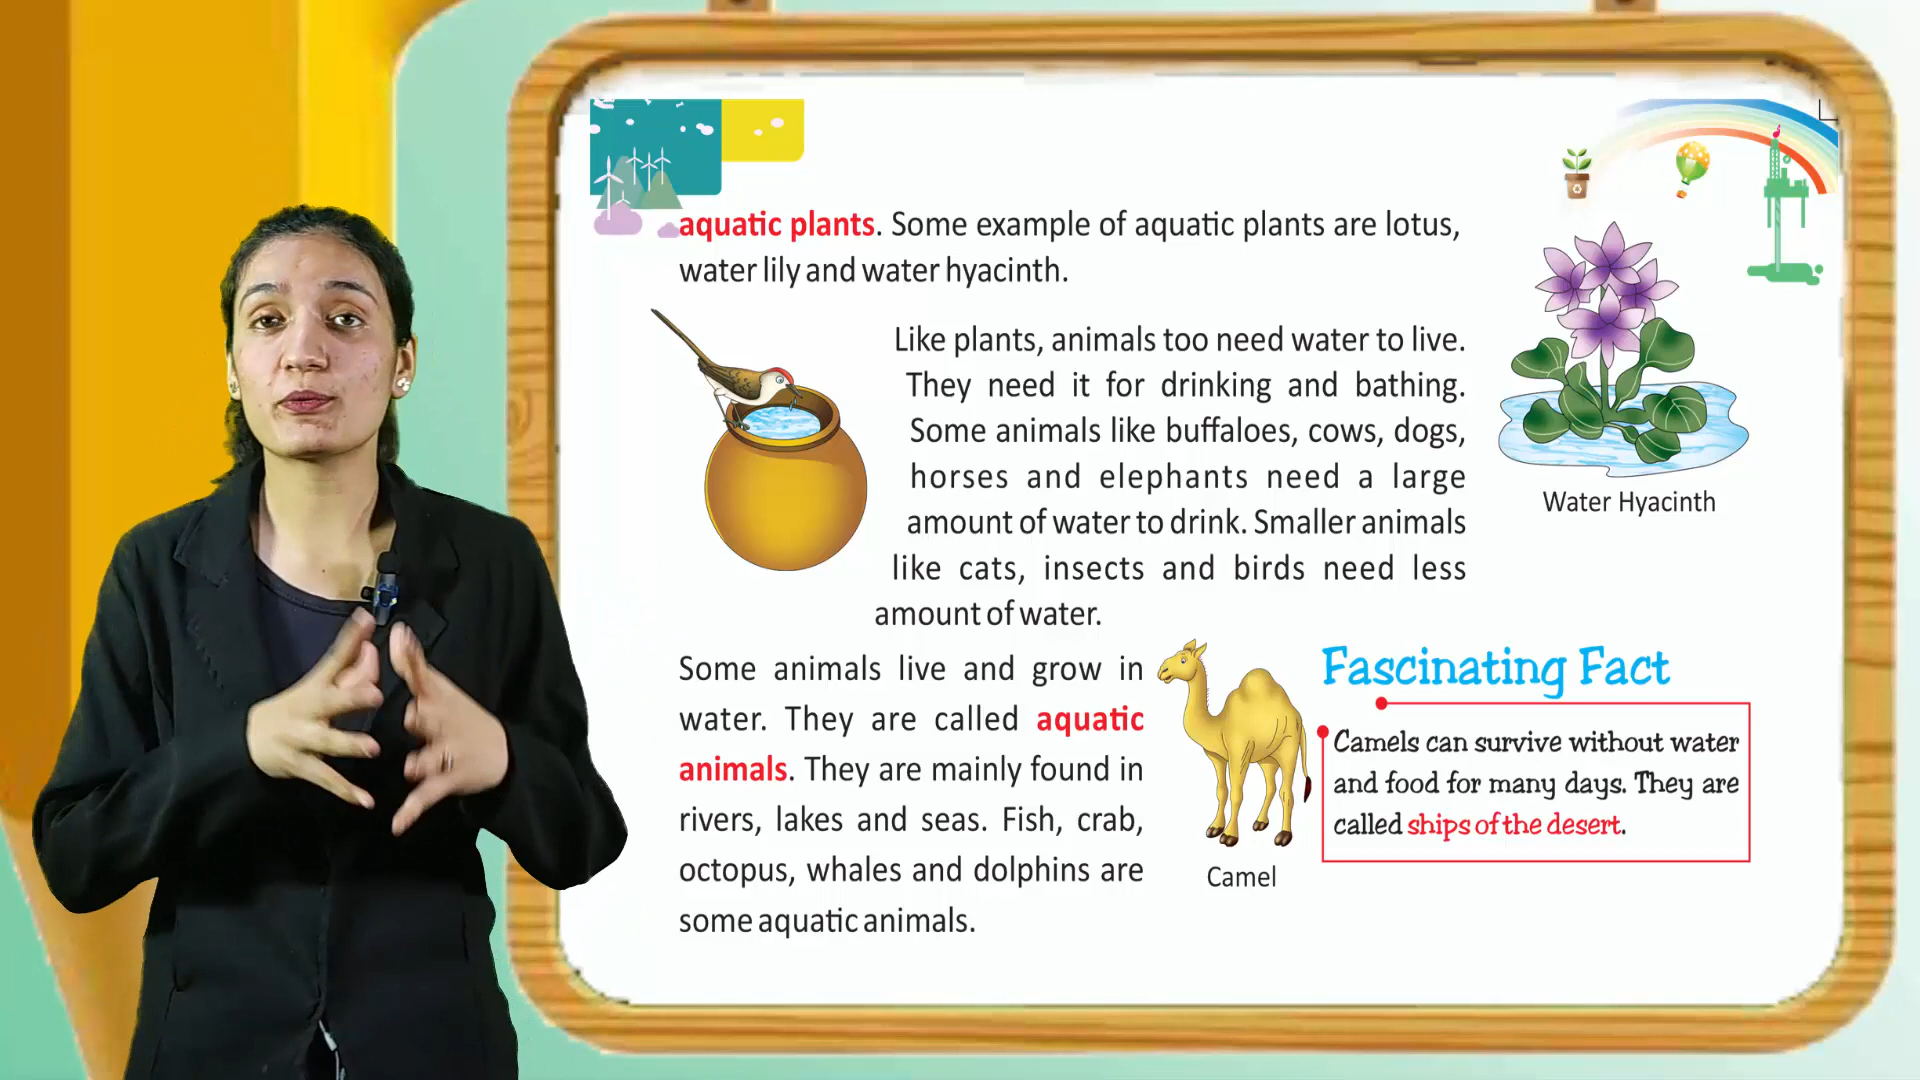 aquatic plants. Some example of aquatic plants are lotus,
water lily and water hyacinth.
Like plants, animals too need water to live.
They need it for drinking and bathing.
Some animals like buffaloes, cows, dogs,
horses and elephants need a large
amount of water to drink. Smaller animals
like cats, insects and birds need less
amount of water.
Water Hyacinth
Some animals live and grow in
water. They are called aquatic
animals. They are mainly found in
rivers, lakes and seas. Fish, crab,
octopus, whales and dolphins are
some aquatic animals.
Camel
Fascinating Fact
Camels can survive without water
and food for many days. They are
called ships of the desert.